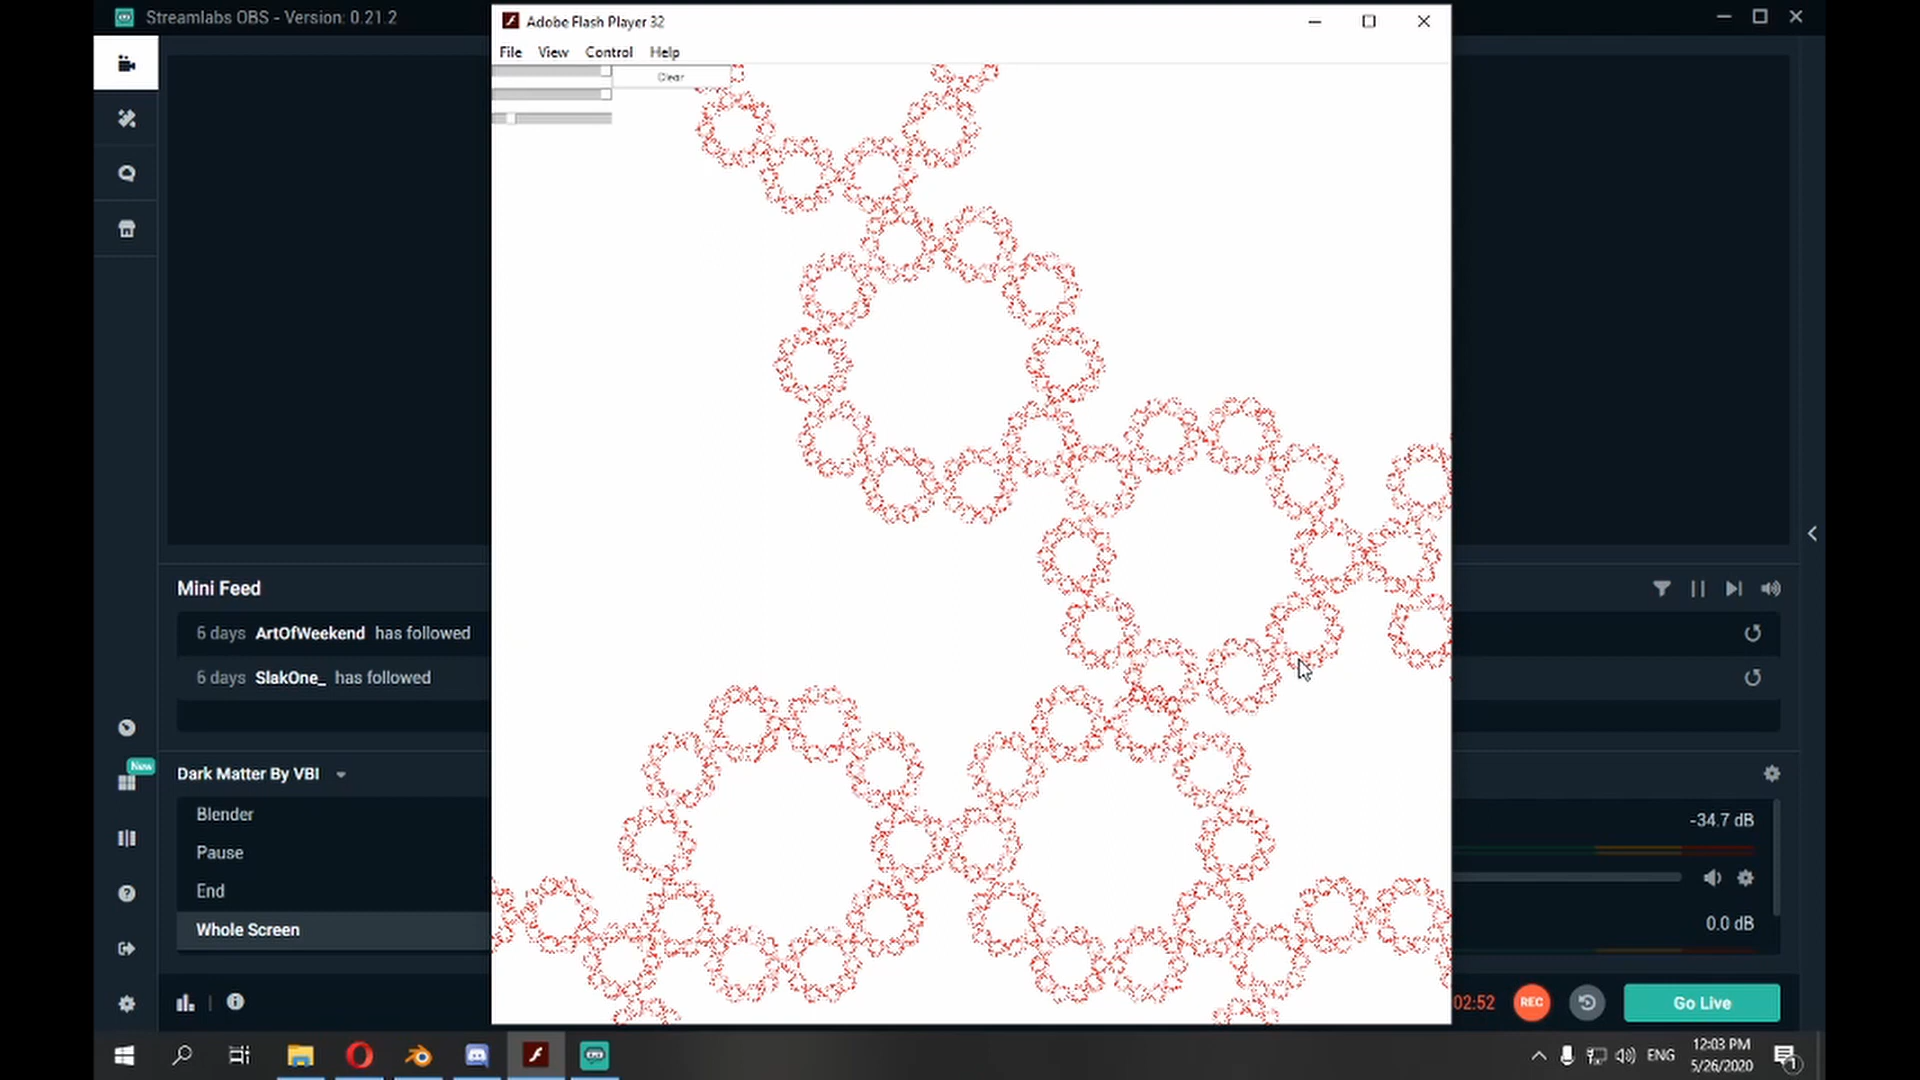 Streamlabs OBS - Version: 0.21.2
Adobe Flash Player 32
File View Control Help
Clear
Mini Feed
6 days ArtOfWeekend has followed
6 days SlakOne_ has followed
New
Dark Matter By VBI
Blender
Pause
End
Whole Screen
-34.7 dB
0.0 dB
02:52
REC
Go Live
ENG
12:03 PM
5/26/2020
1